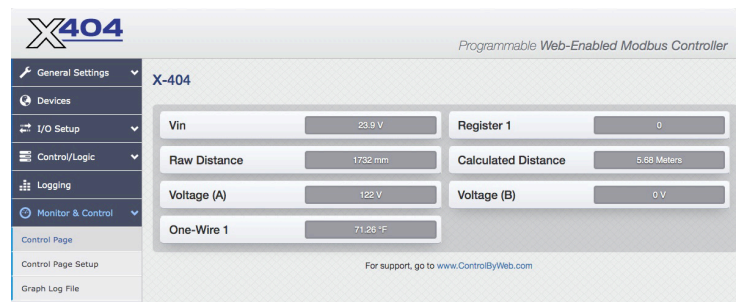 X404
Programmable Web-Enabled Modbus Controller
General Settings
Devices
I/O Setup
Control/Logic
Logging
Monitor & Control
Control Page
Control Page Setup
Graph Log File
X-404
Vin 23.9 V Register 1 0
Raw Distance 1732 mm Calculated Distance 5.68 Meters
Voltage (A) 122 V Voltage (B) 0 V
One-Wire 1 71.26 °F
For support, go to www.ControlByWeb.com